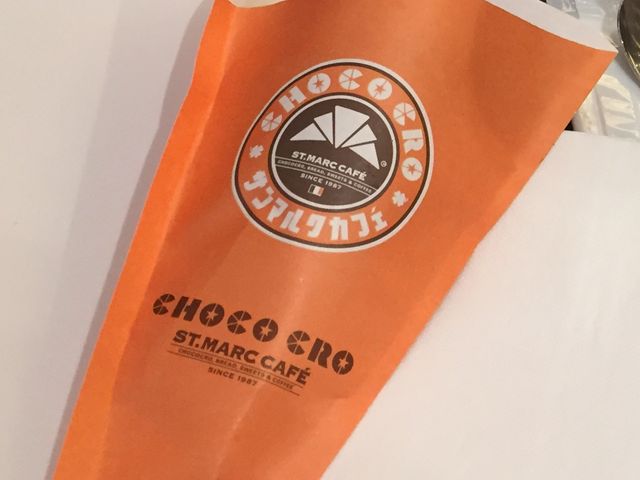 CHOCOCRO
ST.MARC CAFÉ
CHOCOCRO, BREAD, SWEETS & COFFEE
SINCE 1987
サンマルクカフェ
CHOCO CRO
ST.MARC CAFÉ
CHOCOCRO, BREAD, SWEETS & COFFEE
SINCE 1987